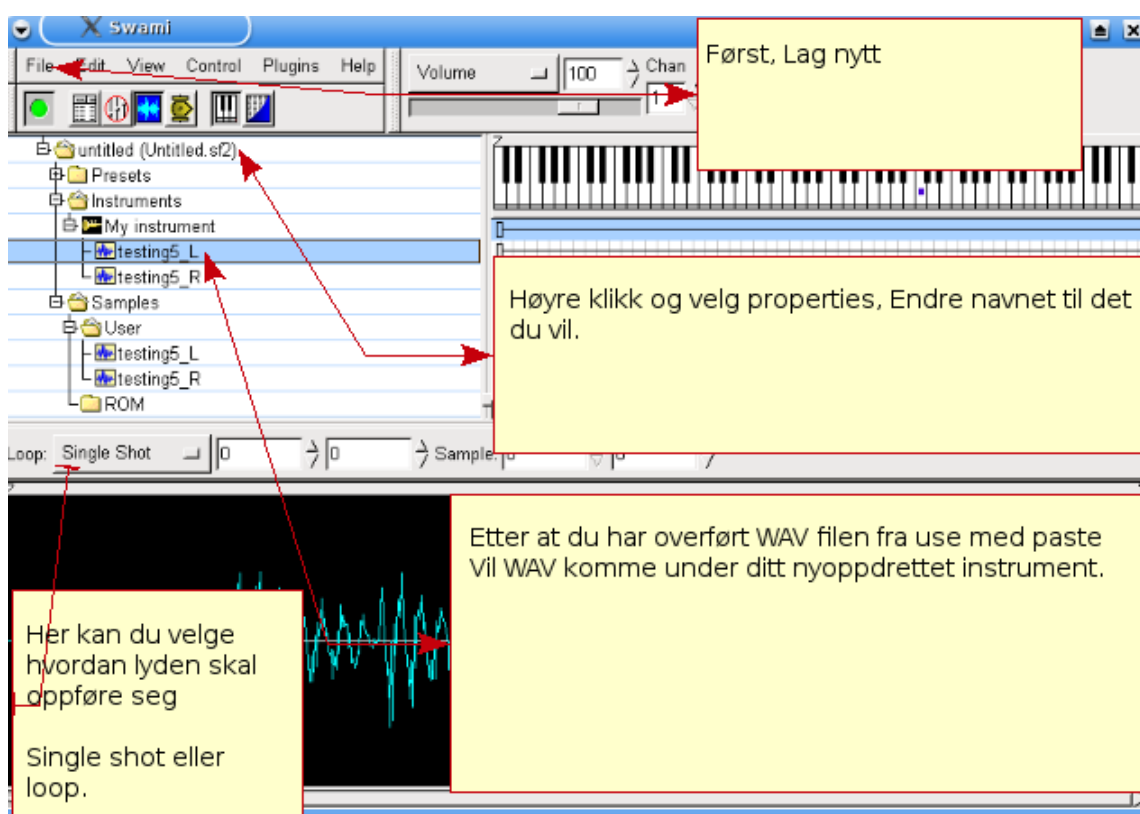 Swami
File Edit View Control Plugins Help
Volume 100 Chan 1
Først, Lag nytt
untitled (Untitled.sf2)
Presets
Instruments
My instrument
testing5_L
testing5_R
Samples
User
testing5_L
testing5_R
ROM
Høyre klikk og velg properties, Endre navnet til det
du vil.
Loop: Single Shot 0 0 Sample: 0 0
Etter at du har overført WAV filen fra use med paste
Vil WAV komme under ditt nyoppdrettet instrument.
Her kan du velge
hvordan lyden skal
oppføre seg
Single shot eller
loop.